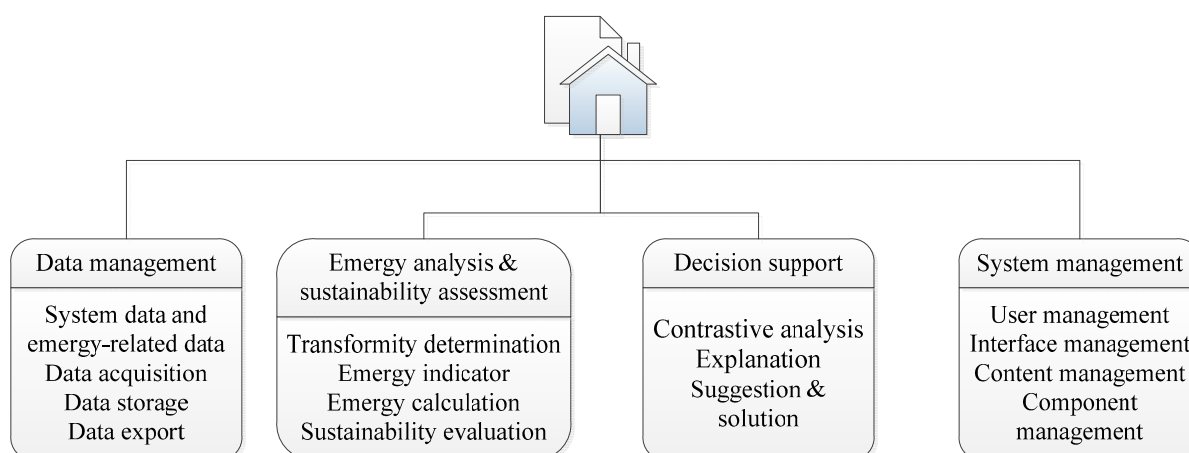 Data management
System data and
emergy-related data
Data acquisition
Data storage
Data export
Emergy analysis &
sustainability assessment
Transformity determination
Emergy indicator
Emergy calculation
Sustainability evaluation
Decision support
Contrastive analysis
Explanation
Suggestion &
solution
System management
User management
Interface management
Content management
Component
management